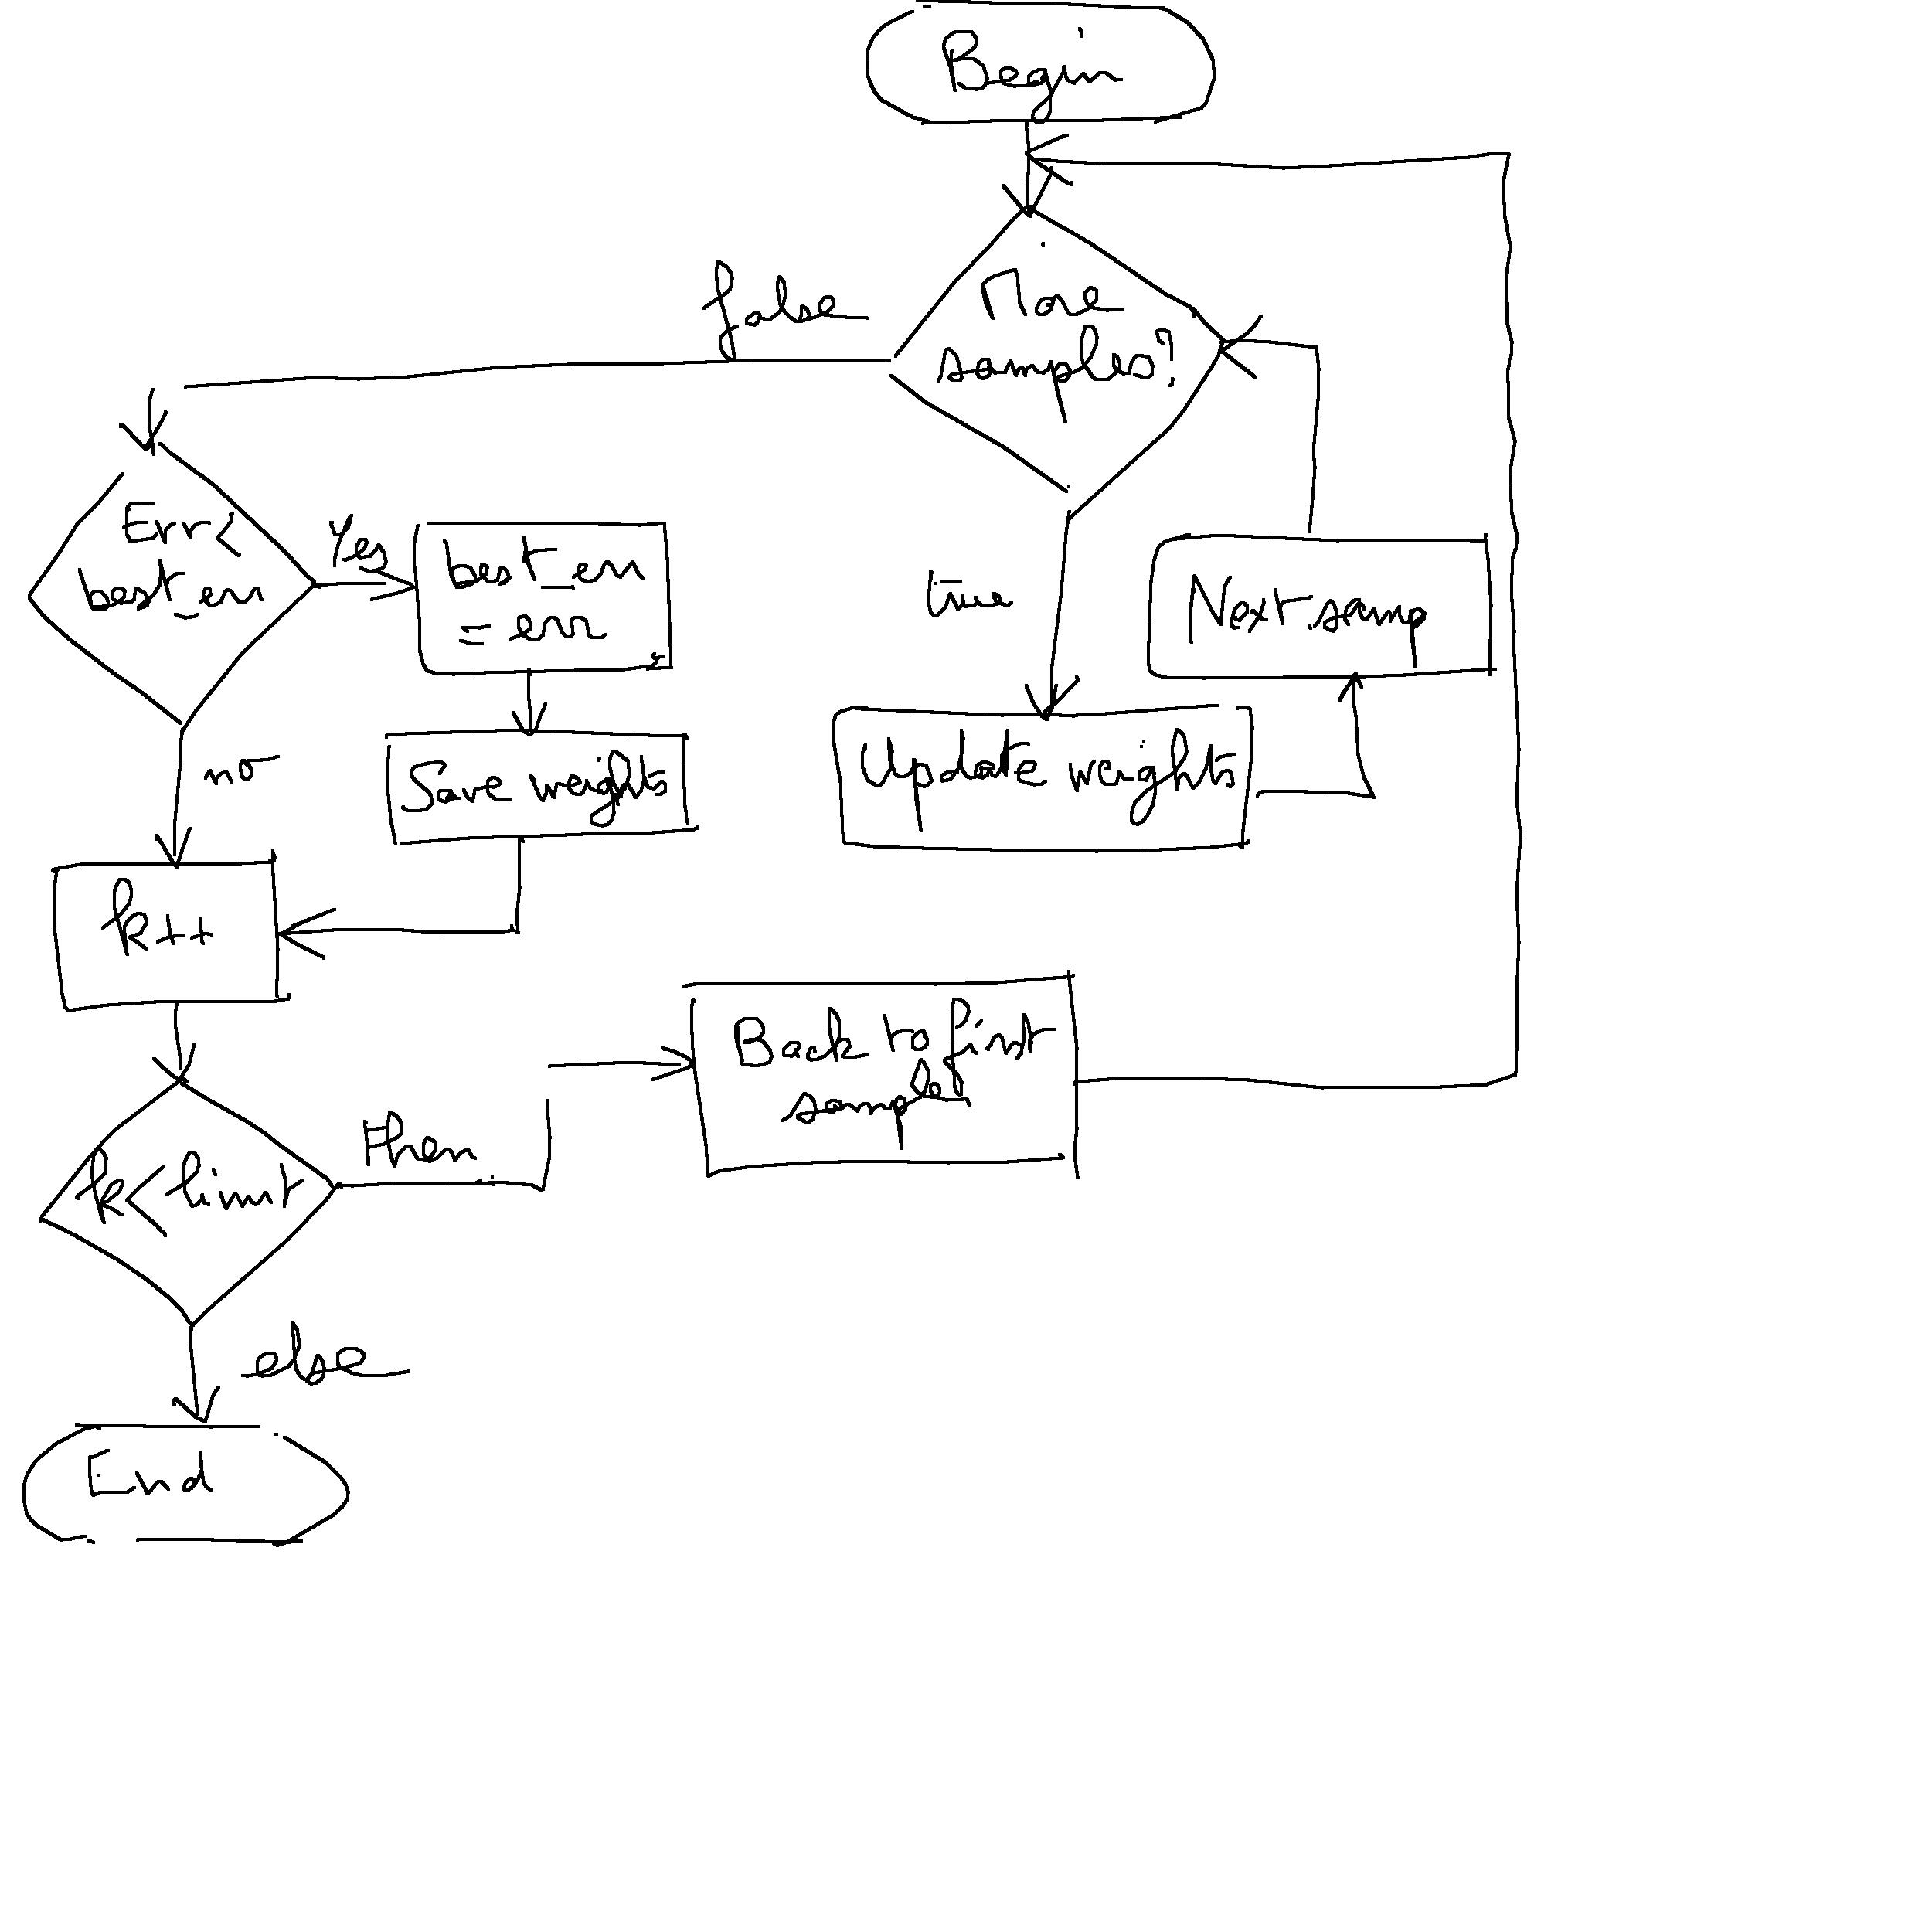 Begin
More
samples?
false
Err<
best_err
Yes
best_err
= err
true
Next samp
no
Save weights
Update weights
k++
Back to first
sample
then
k<limit
else
End